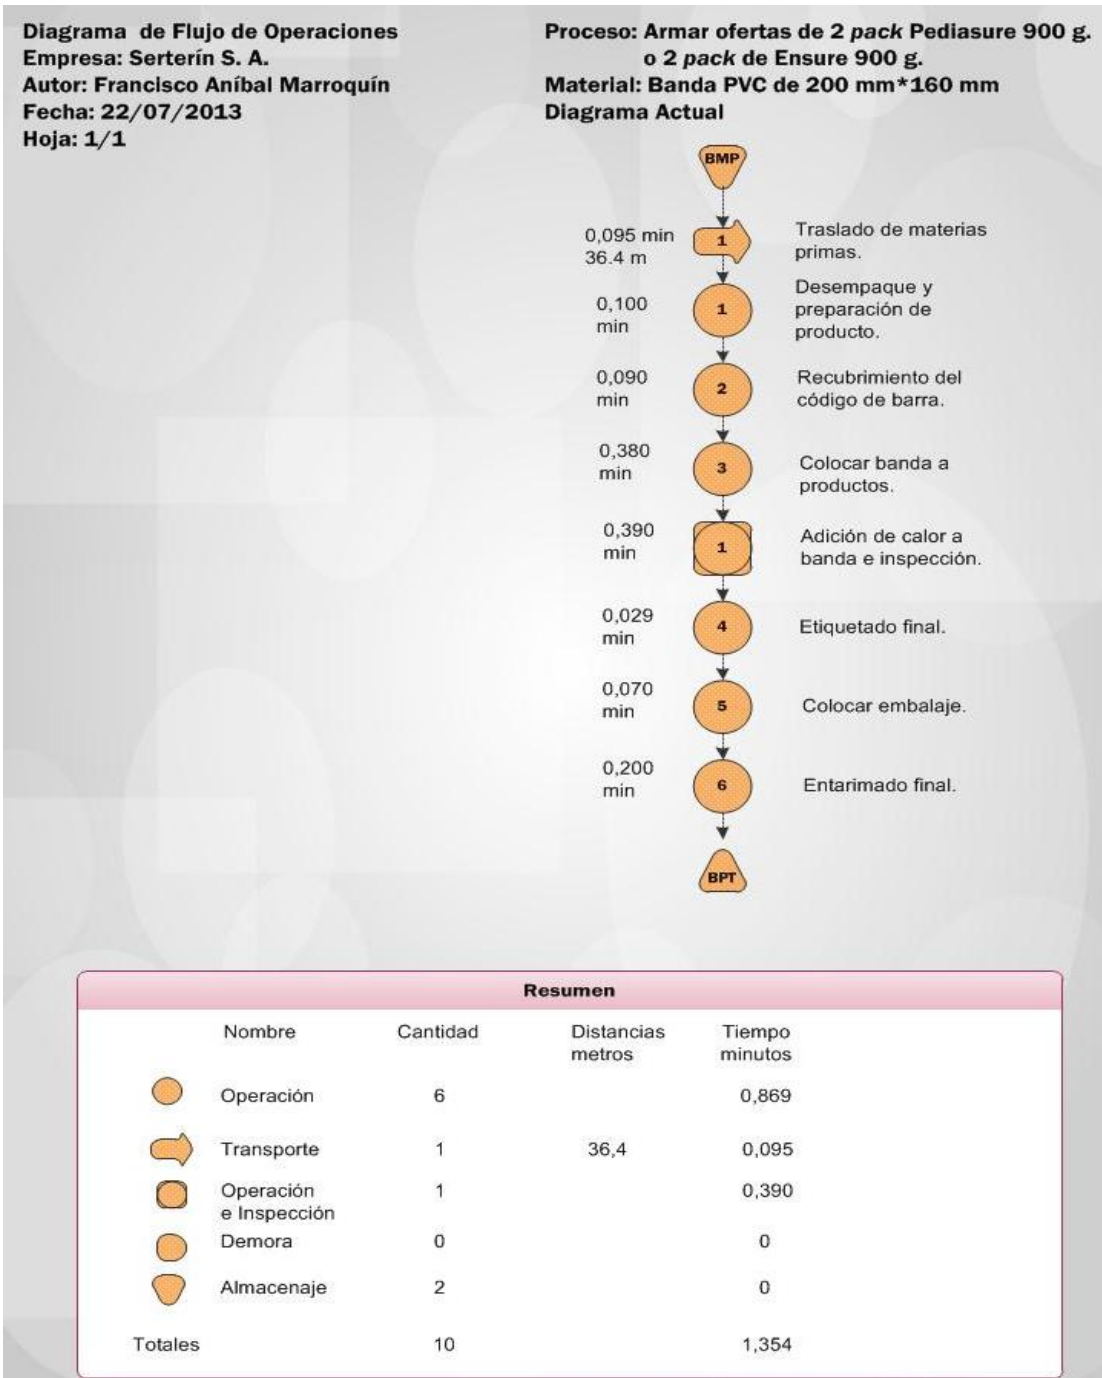 Diagrama de Flujo de Operaciones
Empresa: Serterín S. A.
Autor: Francisco Aníbal Marroquín
Fecha: 22/07/2013
Hoja: 1/1
Proceso: Armar ofertas de 2 pack Pediasure 900 g.
o 2 pack de Ensure 900 g.
Material: Banda PVC de 200 mm*160 mm
Diagrama Actual
BMP
0,095 min
36.4 m
1
Traslado de materias
primas.
0,100
min
1
Desempaque y
preparación de
producto.
0,090
min
2
Recubrimiento del
código de barra.
0,380
min
3
Colocar banda a
productos.
0,390
min
1
Adición de calor a
banda e inspección.
0,029
min
4
Etiquetado final.
0,070
min
5
Colocar embalaje.
0,200
min
6
Entarimado final.
BPT
Resumen
Nombre Cantidad Distancias Tiempo
metros minutos
Operación 6 0,869
Transporte 1 36,4 0,095
Operación 1 0,390
e Inspección
Demora 0 0
Almacenaje 2 0
Totales 10 1,354